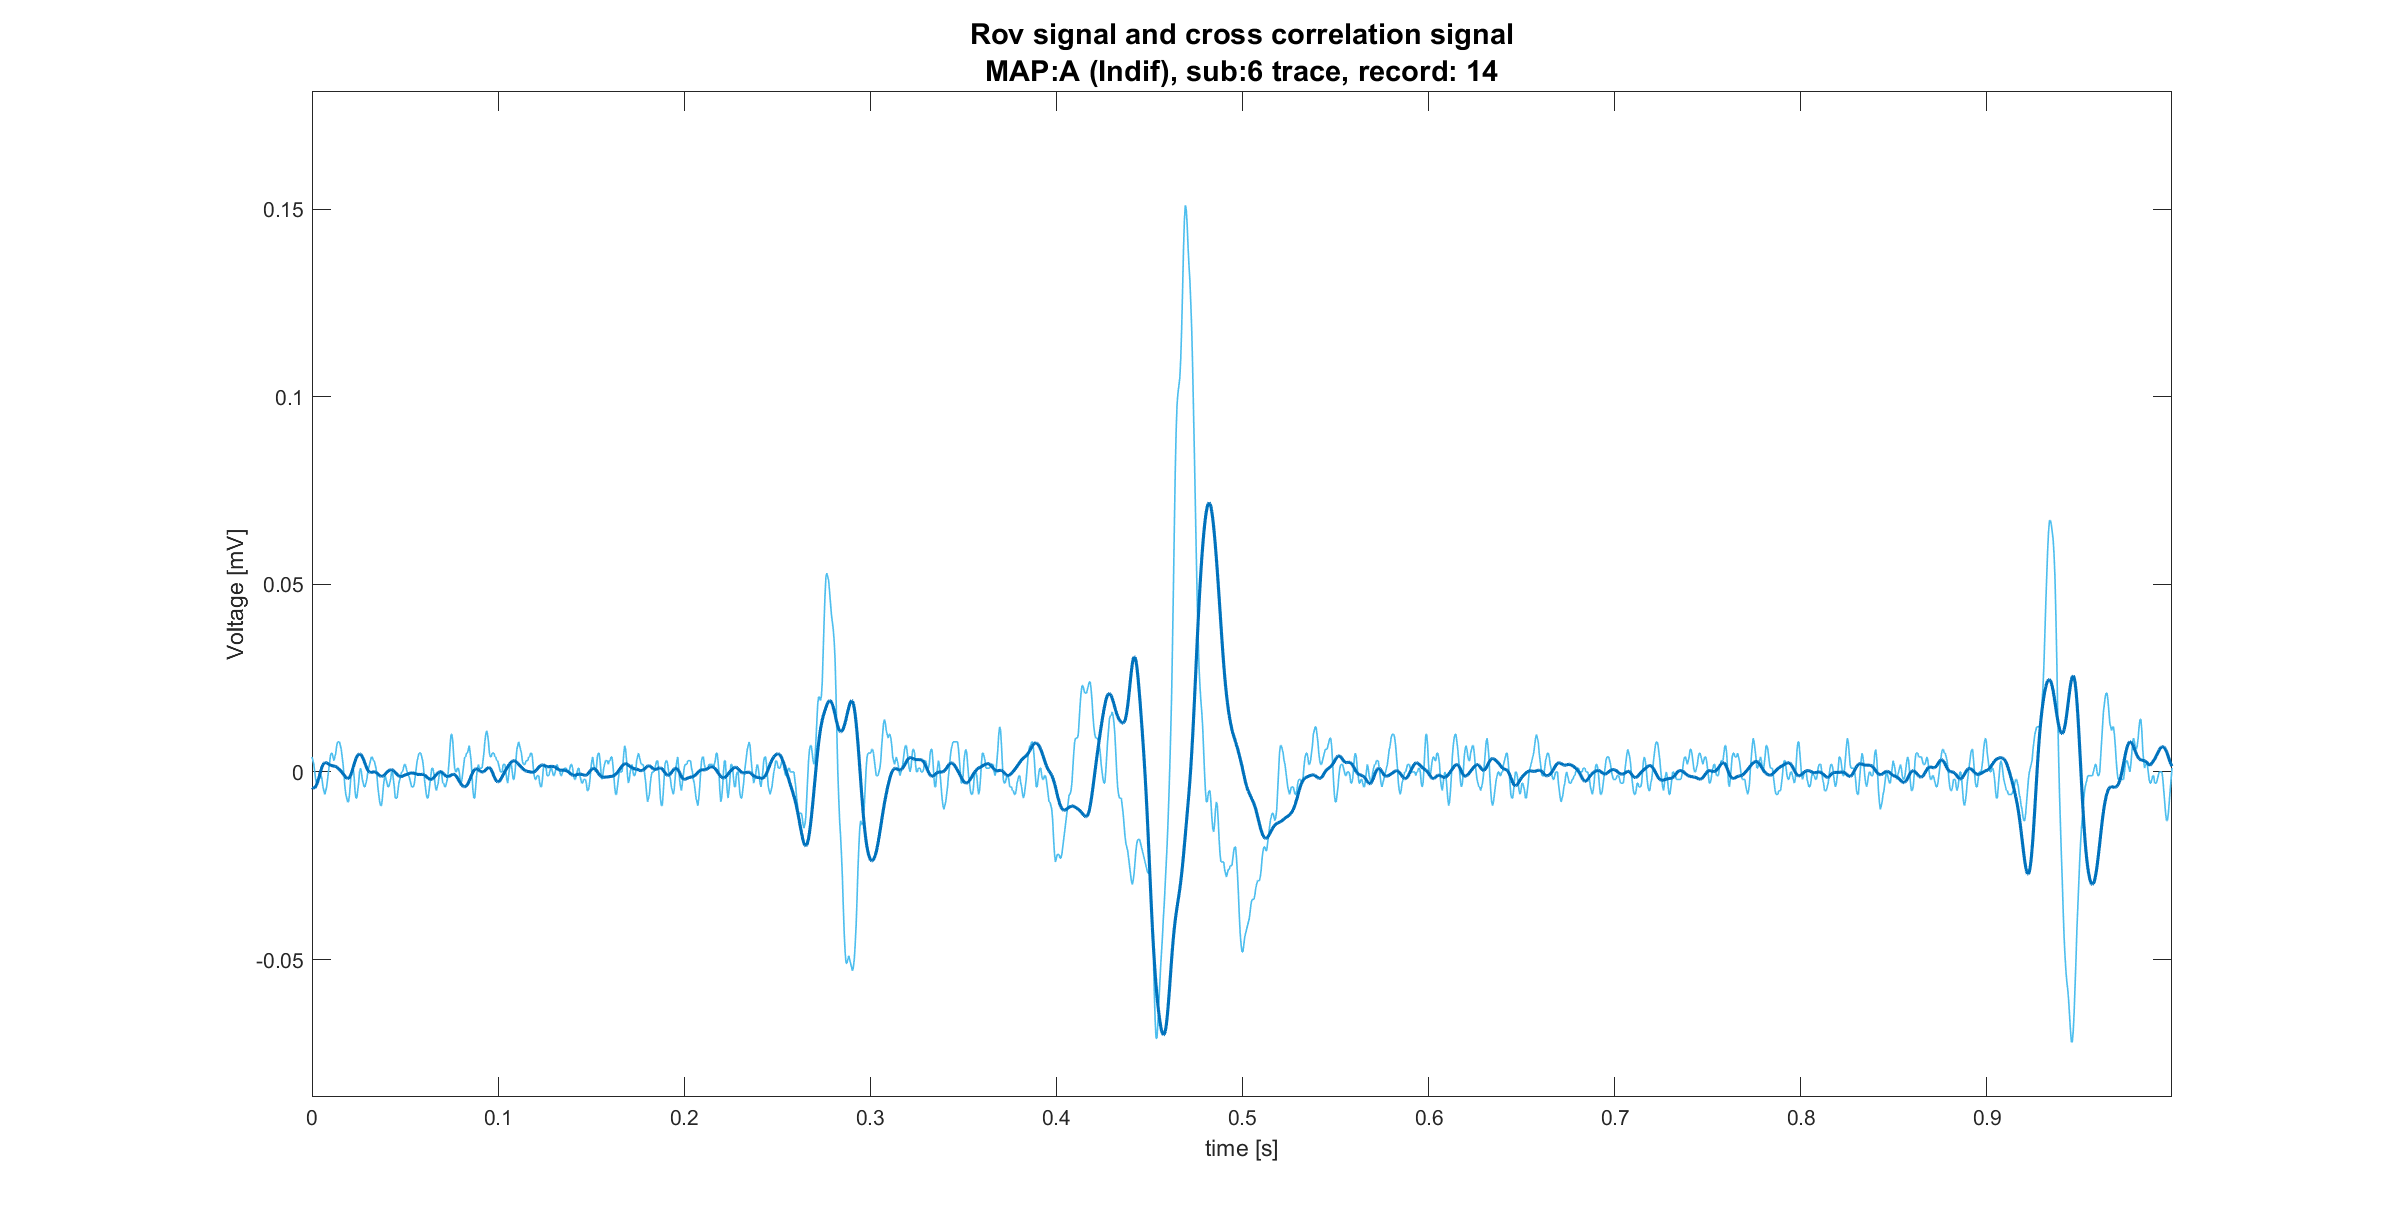 Rov signal and cross correlation signal
MAP:A (Indif), sub:6 trace, record: 14
0.15
0.1
0.05
0
-0.05
Voltage [mV]
0 0.1 0.2 0.3 0.4 0.5 0.6 0.7 0.8 0.9
time [s]